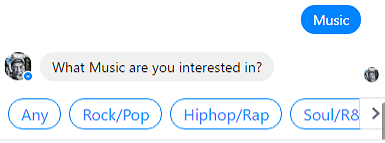 Music
What Music are you interested in?
Any Rock/Pop Hiphop/Rap Soul/R&